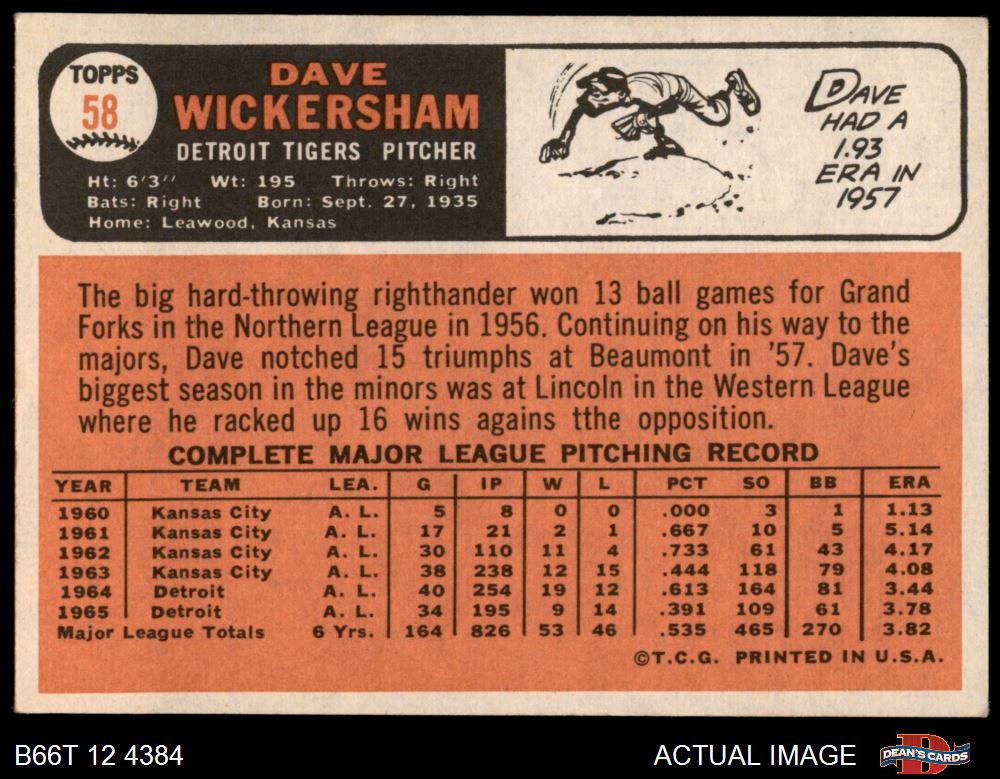 TOPPS
58
DAVE
WICKERSHAM
DETROIT TIGERS PITCHER
Ht: 6'3'' Wt: 195 Throws: Right
Bats: Right Born: Sept. 27, 1935
Home: Leawood, Kansas
DAVE
HAD A
1.93
ERA IN
1957
The big hard-throwing righthander won 13 ball games for Grand
Forks in the Northern League in 1956. Continuing on his way to the
majors, Dave notched 15 triumphs at Beaumont in '57. Dave's
biggest season in the minors was at Lincoln in the Western League
where he racked up 16 wins agains tthe opposition.
COMPLETE MAJOR LEAGUE PITCHING RECORD
YEAR TEAM LEA. G IP W L PCT SO BB ERA
1960 Kansas City A. L. 5 8 0 0 .000 3 1 1.13
1961 Kansas City A. L. 17 21 2 1 .667 10 5 5.14
1962 Kansas City A. L. 30 110 11 4 .733 61 43 4.17
1963 Kansas City A. L. 38 238 12 15 .444 118 79 4.08
1964 Detroit A. L. 40 254 19 12 .613 164 81 3.44
1965 Detroit A. L. 34 195 9 14 .391 109 61 3.78
Major League Totals 6 Yrs. 164 826 53 46 .535 465 270 3.82
©T.C.G. PRINTED IN U.S.A.
B66T 12 4384
ACTUAL IMAGE
DEAN'S CARDS